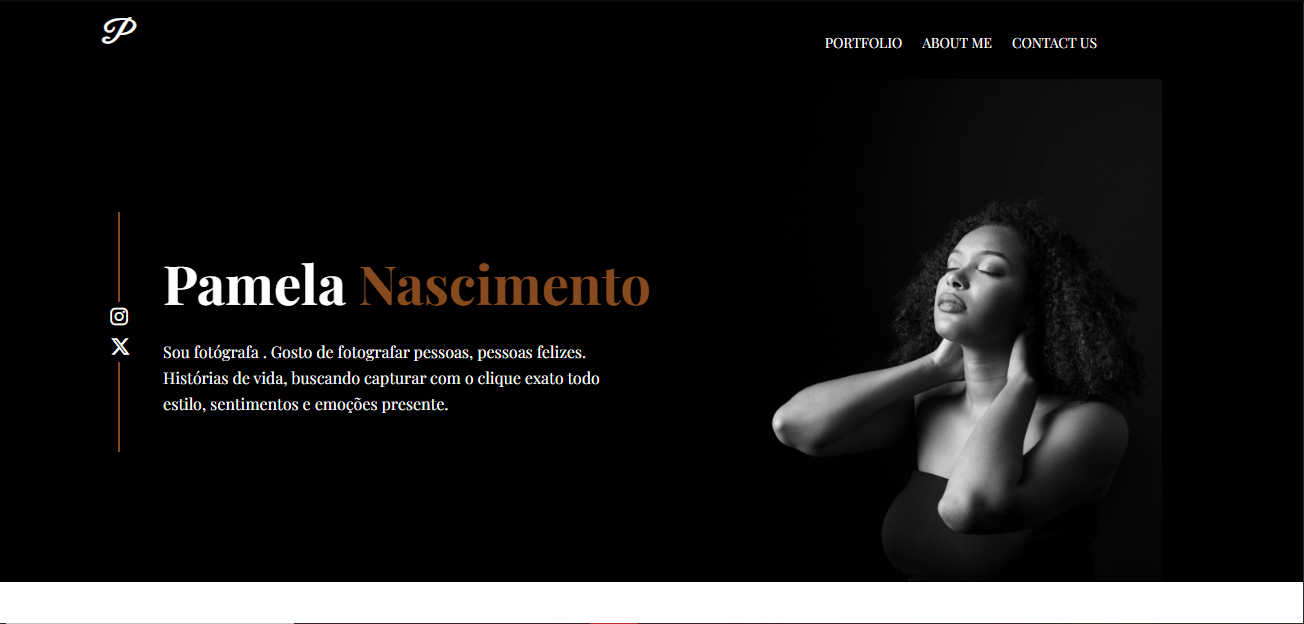 P
PORTFOLIO ABOUT ME CONTACT US
Pamela Nascimento
Sou fotógrafa . Gosto de fotografar pessoas, pessoas felizes.
Histórias de vida, buscando capturar com o clique exato todo
estilo, sentimentos e emoções presente.